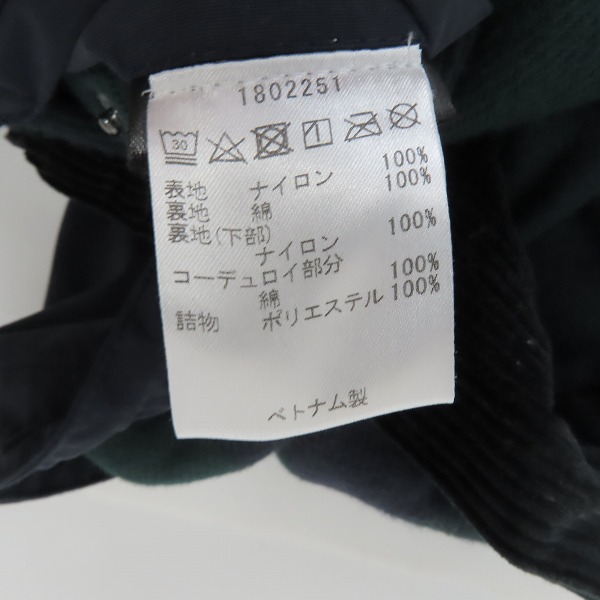 1802251
30
表地 ナイロン 100%
裏地 綿 100%
裏地(下部)
ナイロン 100%
コーデュロイ部分
綿 100%
詰物 ポリエステル 100%
ベトナム製